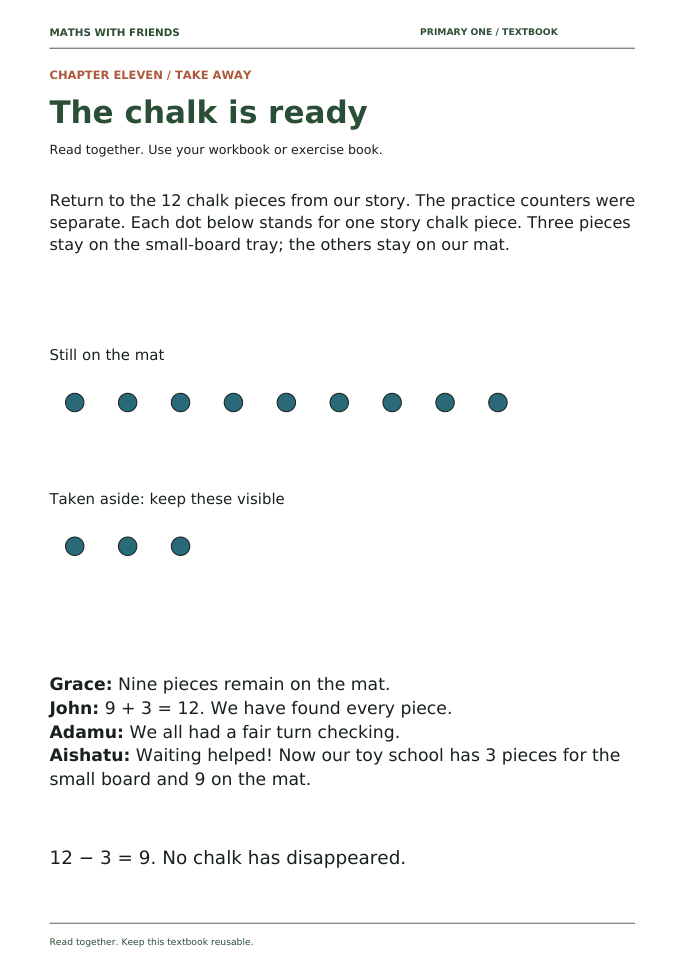 MATHS WITH FRIENDS
PRIMARY ONE / TEXTBOOK
CHAPTER ELEVEN / TAKE AWAY
The chalk is ready
Read together. Use your workbook or exercise book.
Return to the 12 chalk pieces from our story. The practice counters were
separate. Each dot below stands for one story chalk piece. Three pieces
stay on the small-board tray; the others stay on our mat.
Still on the mat
Taken aside: keep these visible
Grace: Nine pieces remain on the mat.
John: 9 + 3 = 12. We have found every piece.
Adamu: We all had a fair turn checking.
Aishatu: Waiting helped! Now our toy school has 3 pieces for the
small board and 9 on the mat.
12 − 3 = 9. No chalk has disappeared.
Read together. Keep this textbook reusable.